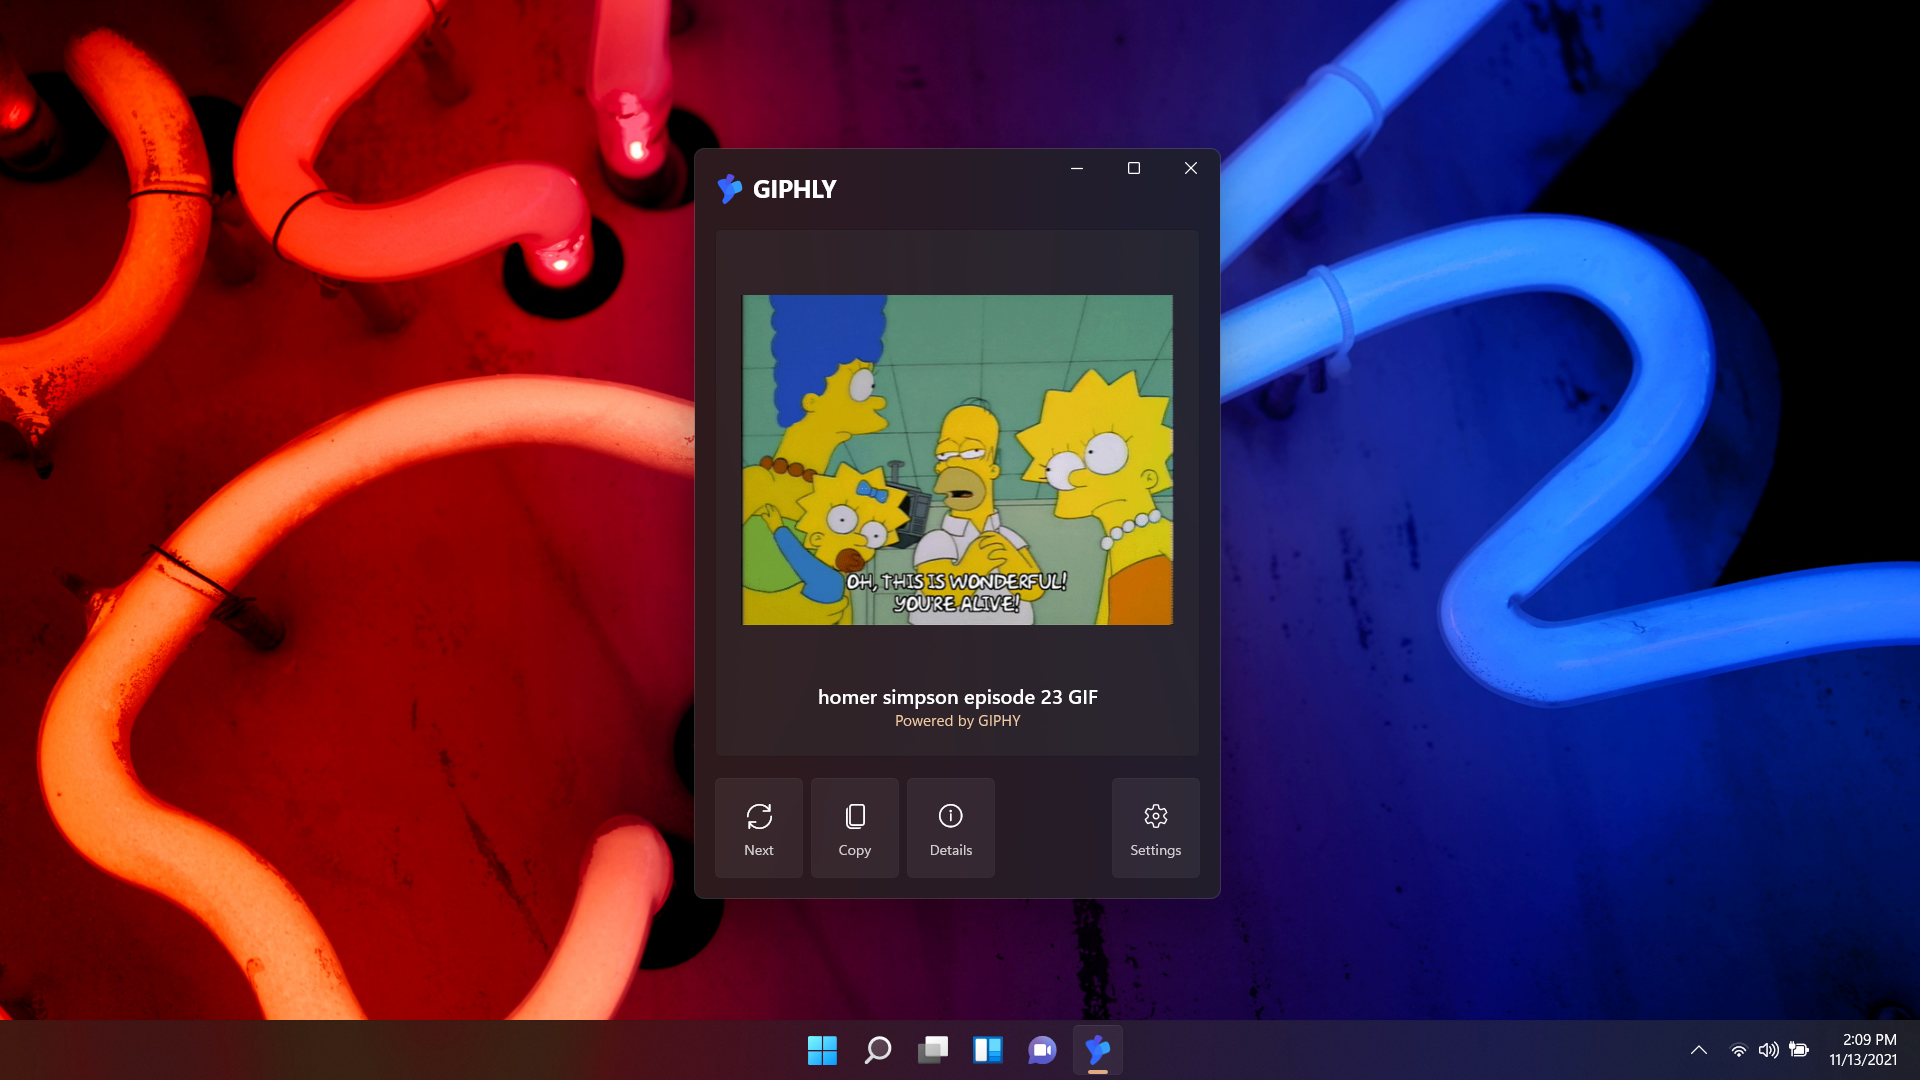 GIPHLY
OH, THIS IS WONDERFUL!
YOU'RE ALIVE!
homer simpson episode 23 GIF
Powered by GIPHY
Next
Copy
Details
Settings
2:09 PM
11/13/2021